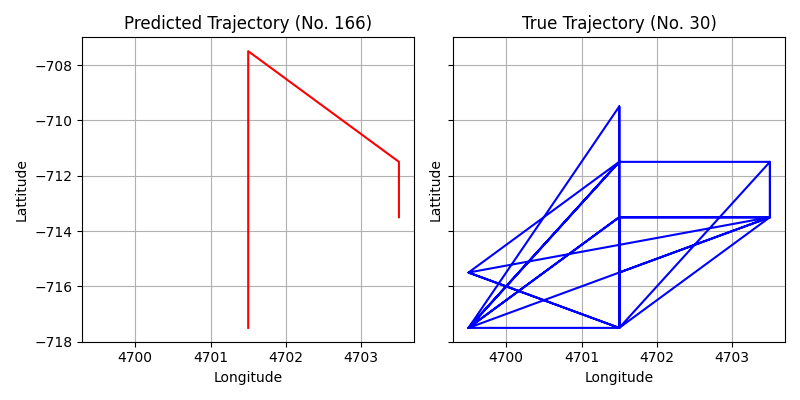 Predicted Trajectory (No. 166)
True Trajectory (No. 30)
Lattitude
−708
−710
−712
−714
−716
−718
4700
4701
4702
4703
Longitude
Lattitude
4700
4701
4702
4703
Longitude